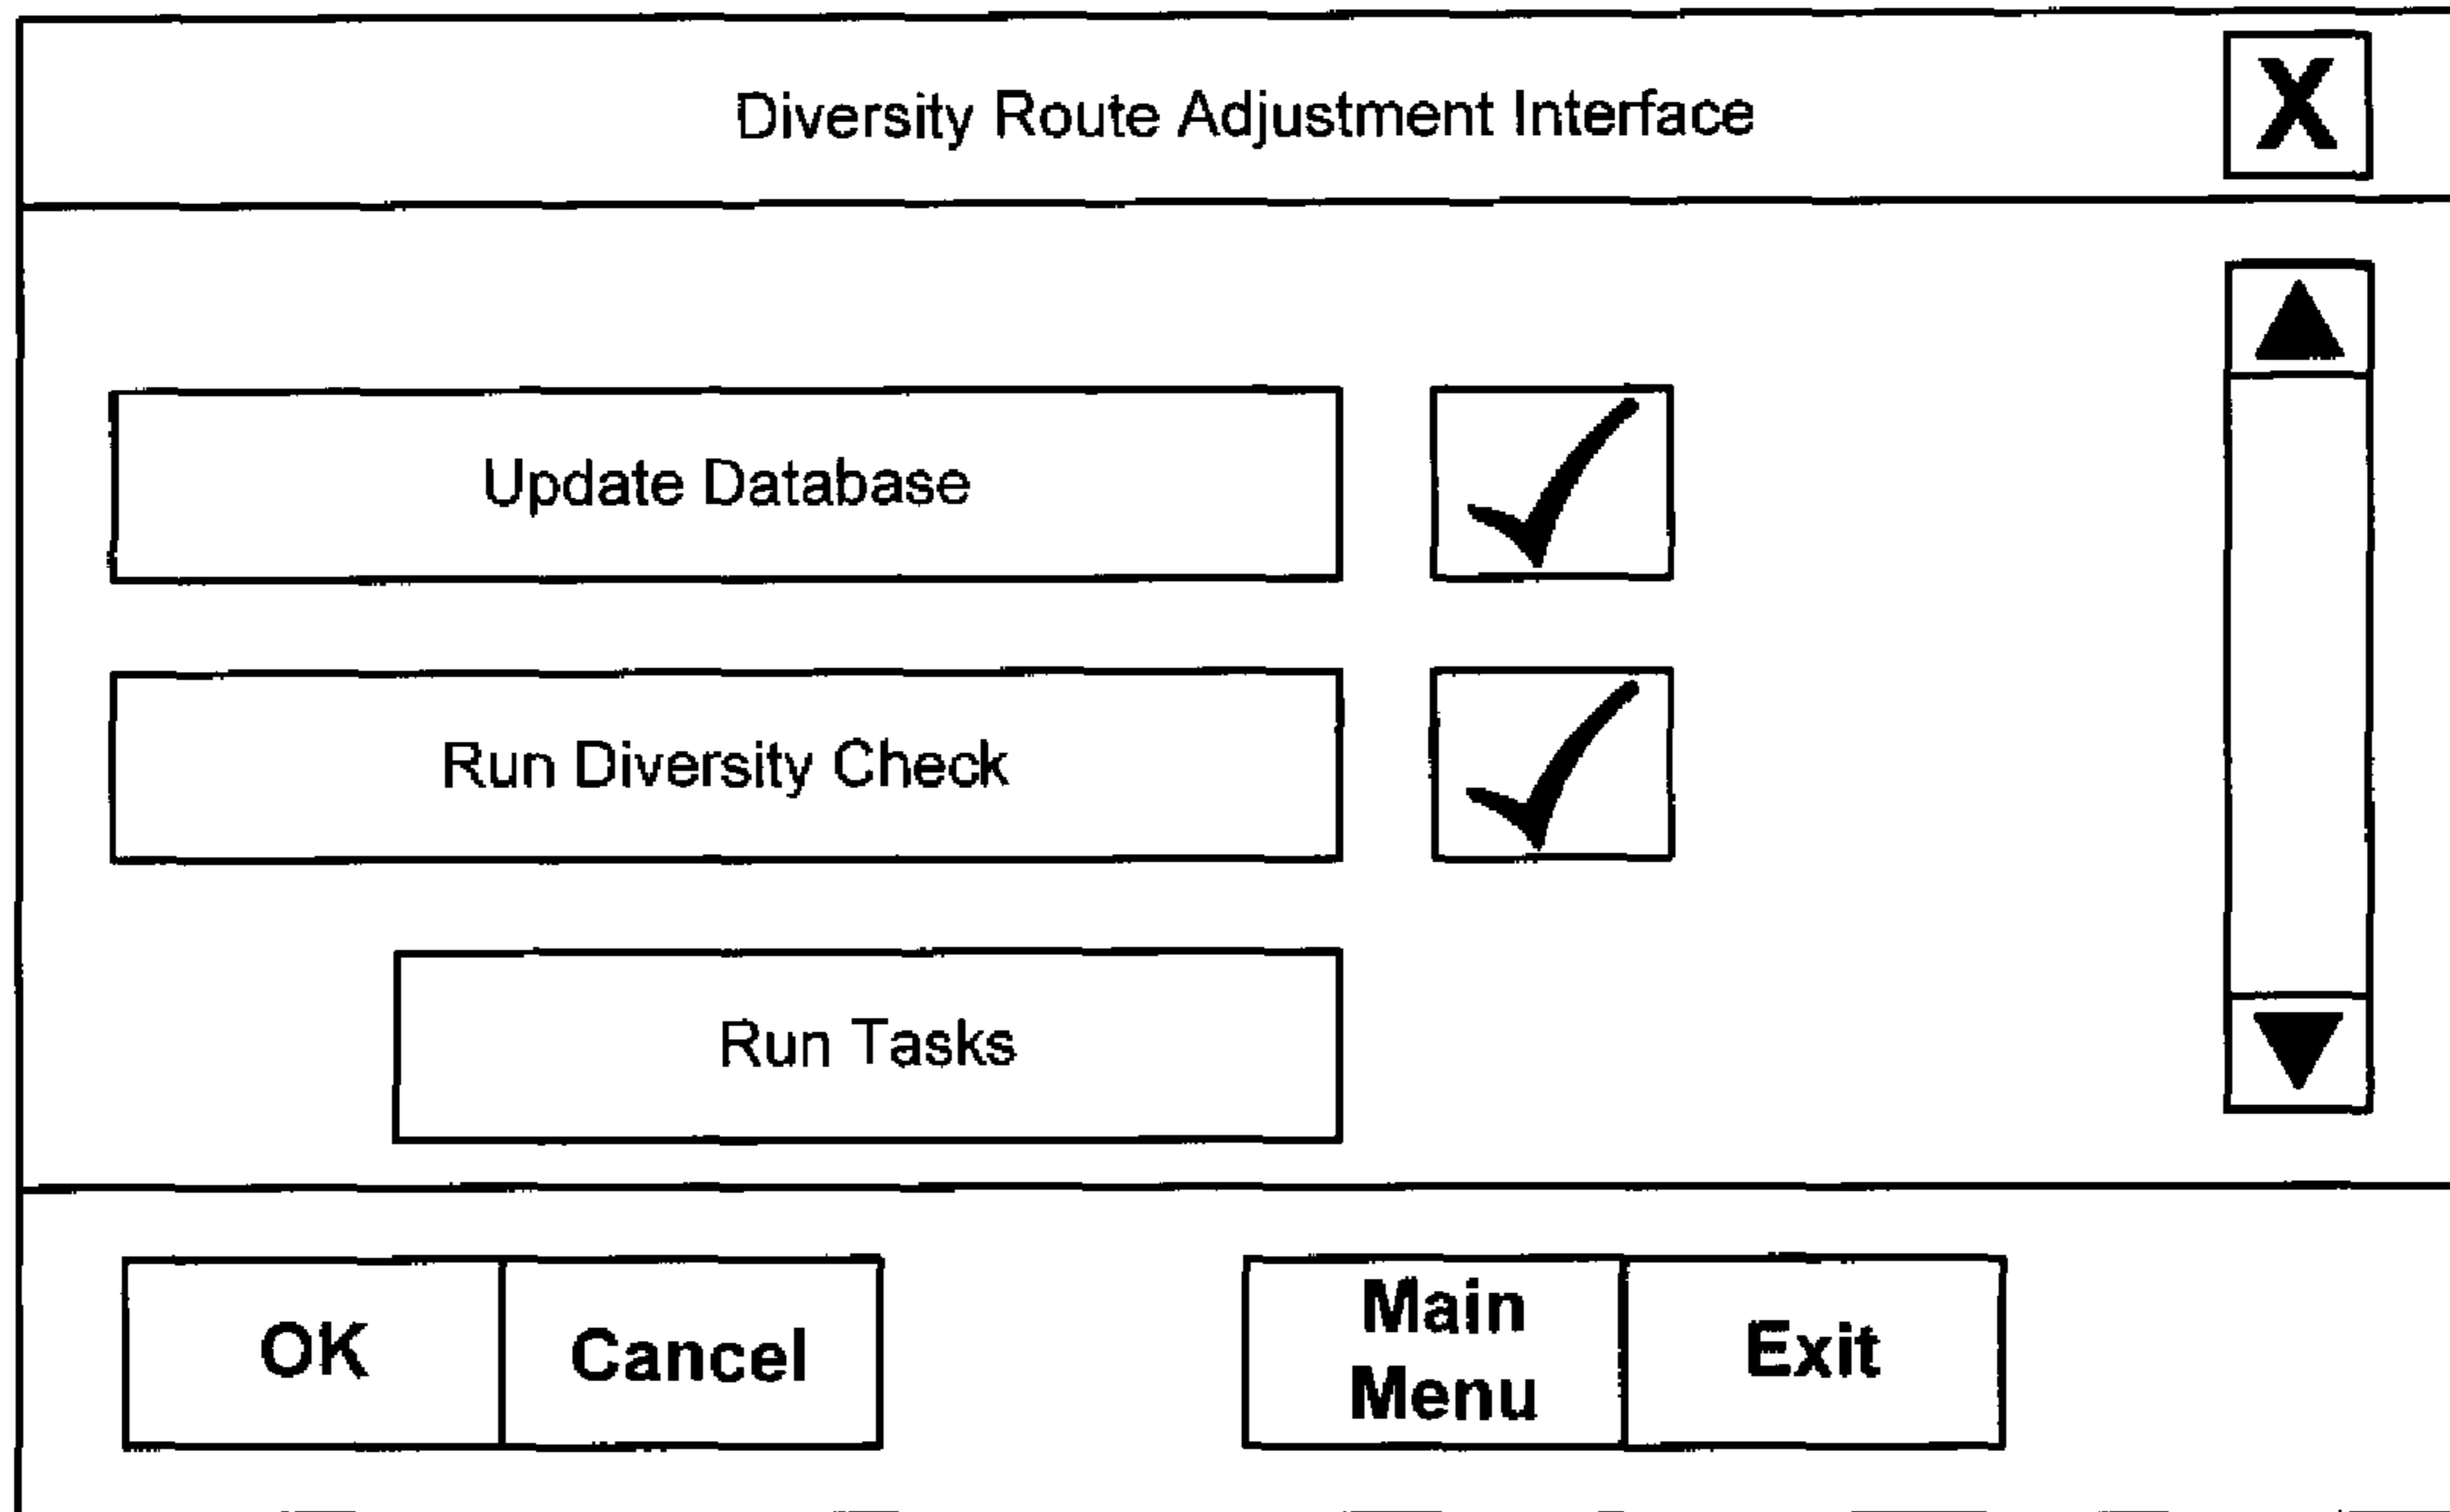 Diversity Route Adjustment Interface
X
Update Database
Run Diversity Check
Run Tasks
OK
Cancel
Main
Menu
Exit